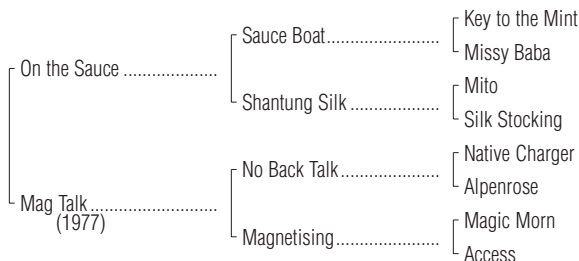 Key to the Mint
Sauce Boat
Missy Baba
On the Sauce
Mito
Shantung Silk
Silk Stocking
Native Charger
No Back Talk
Alpenrose
Mag Talk
(1977)
Magic Morn
Magnetising
Access